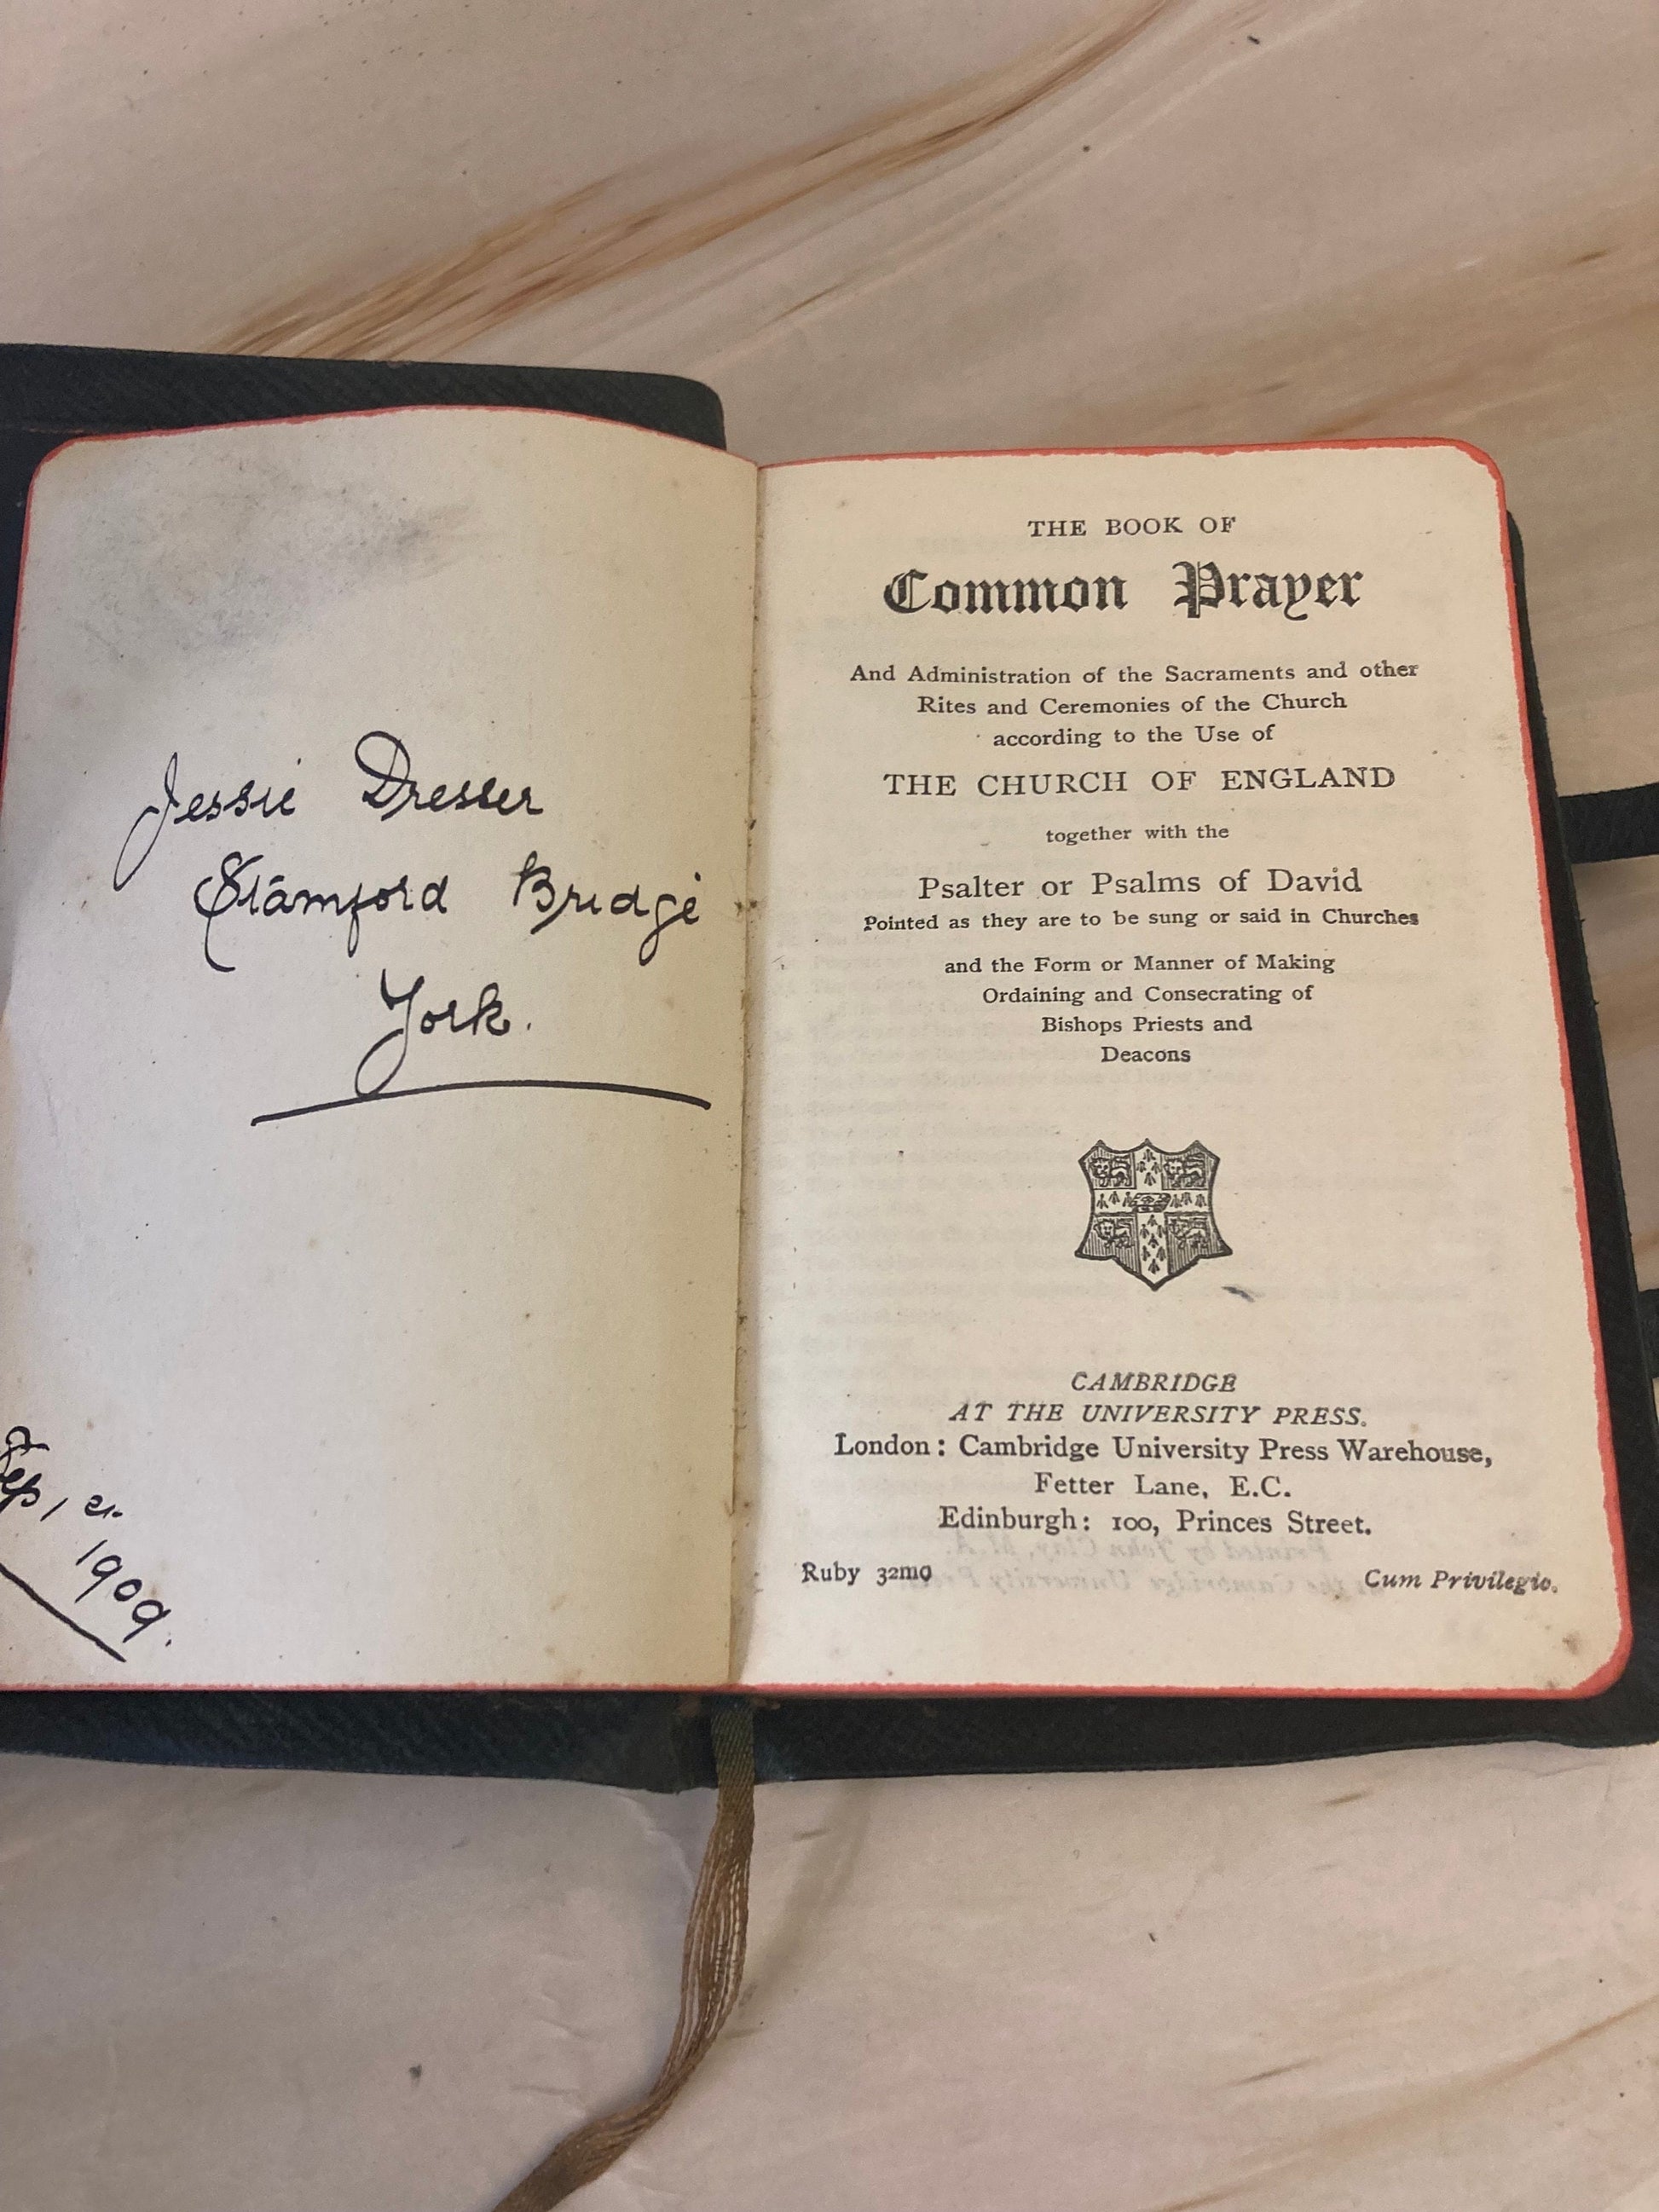 Jessie Dresser
Stamford Bridge
York.
1909.
THE BOOK OF
Common Prayer
And Administration of the Sacraments and other
Rites and Ceremonies of the Church
according to the Use of
THE CHURCH OF ENGLAND
together with the
Psalter or Psalms of David
Pointed as they are to be sung or said in Churches
and the Form or Manner of Making
Ordaining and Consecrating of
Bishops Priests and
Deacons
CAMBRIDGE
AT THE UNIVERSITY PRESS.
London: Cambridge University Press Warehouse,
Fetter Lane, E.C.
Edinburgh: 100, Princes Street.
Ruby 32mo
Cum Privilegio.